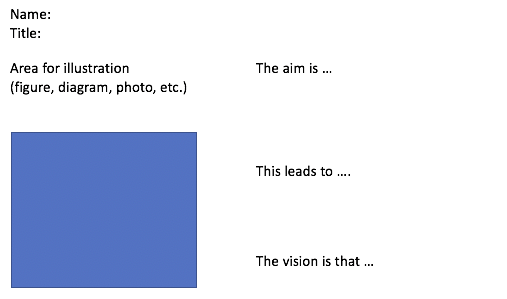 Name:
Title:
Area for illustration
(figure, diagram, photo, etc.)
The aim is …
This leads to ….
The vision is that …